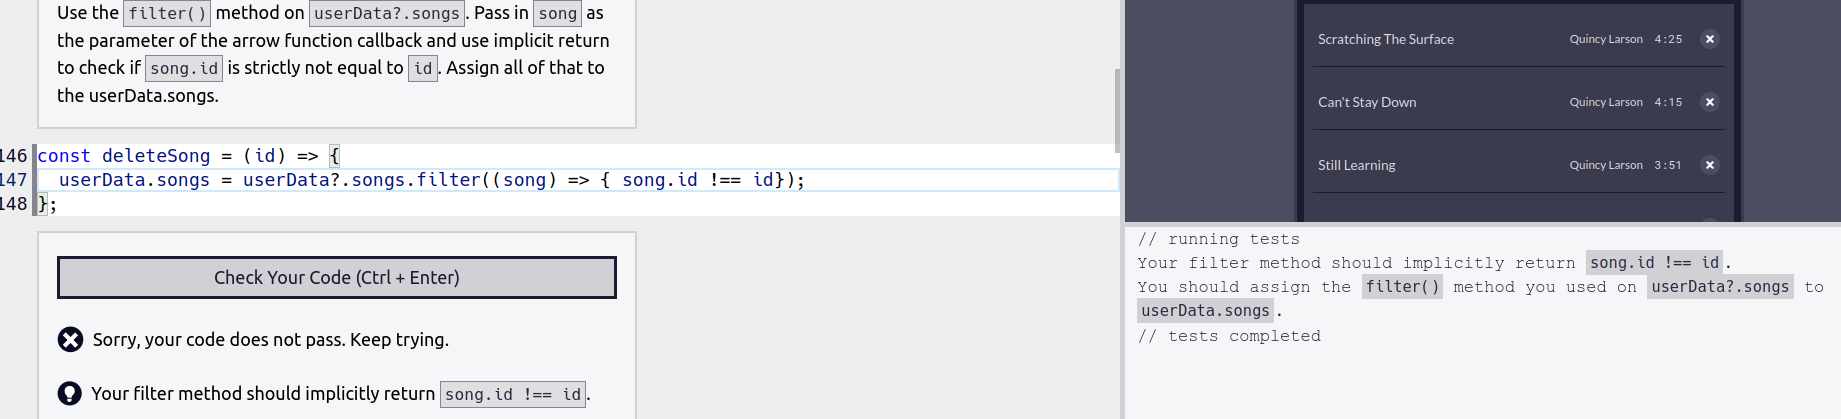 Use the filter() method on userData?.songs. Pass in song as
the parameter of the arrow function callback and use implicit return
to check if song.id is strictly not equal to id. Assign all of that to
the userData.songs.
146 const deleteSong = (id) => {
147 userData.songs = userData?.songs.filter((song) => { song.id !== id});
148 };
Check Your Code (Ctrl + Enter)
Sorry, your code does not pass. Keep trying.
Your filter method should implicitly return song.id !== id.
Scratching The Surface Quincy Larson 4:25
Can't Stay Down Quincy Larson 4:15
Still Learning Quincy Larson 3:51
// running tests
Your filter method should implicitly return song.id !== id.
You should assign the filter() method you used on userData?.songs to
userData.songs.
// tests completed